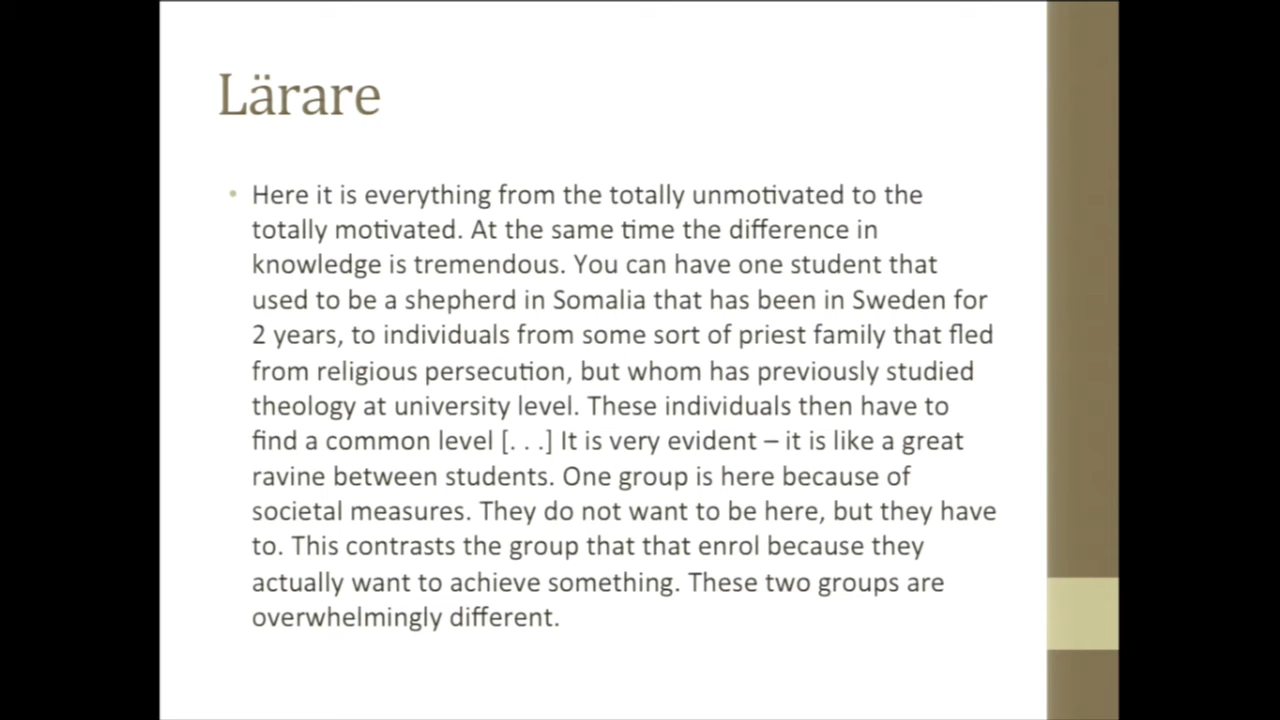 Lärare
• Here it is everything from the totally unmotivated to the
totally motivated. At the same time the difference in
knowledge is tremendous. You can have one student that
used to be a shepherd in Somalia that has been in Sweden for
2 years, to individuals from some sort of priest family that fled
from religious persecution, but whom has previously studied
theology at university level. These individuals then have to
find a common level [. . .] It is very evident – it is like a great
ravine between students. One group is here because of
societal measures. They do not want to be here, but they have
to. This contrasts the group that that enrol because they
actually want to achieve something. These two groups are
overwhelmingly different.